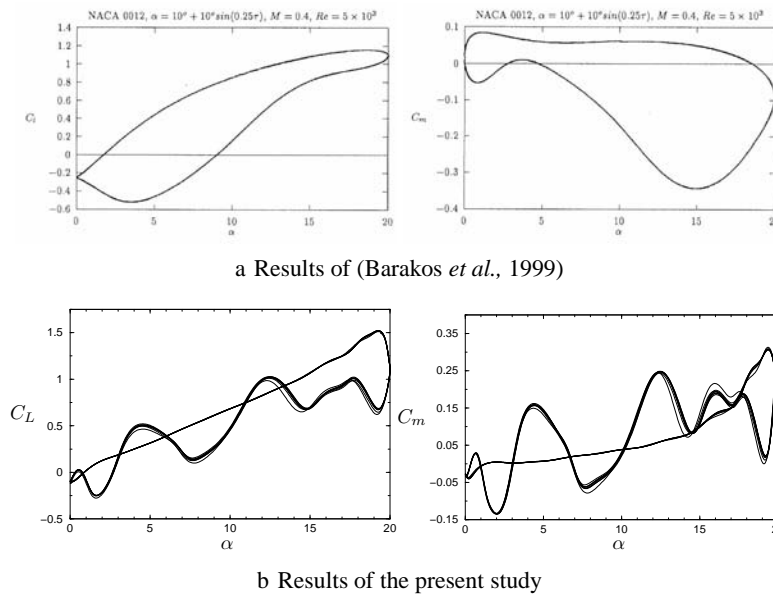 NACA 0012, α = 10° + 10° sin(0.25τ), M = 0.4, Re = 5 × 10³
NACA 0012, α = 10° + 10° sin(0.25τ), M = 0.4, Re = 5 × 10³
1.4
1.2
1
0.8
0.6
0.4
0.2
0
-0.2
-0.4
-0.6
C_l
0 5 10 15 20
α
0.1
0
-0.1
-0.2
-0.3
-0.4
C_m
0 5 10 15 20
α
a Results of (Barakos et al., 1999)
1.5
1
0.5
0
-0.5
C_L
0 5 10 15 20
α
0.35
0.25
0.15
0.05
-0.05
-0.15
C_m
0 5 10 15 20
α
b Results of the present study